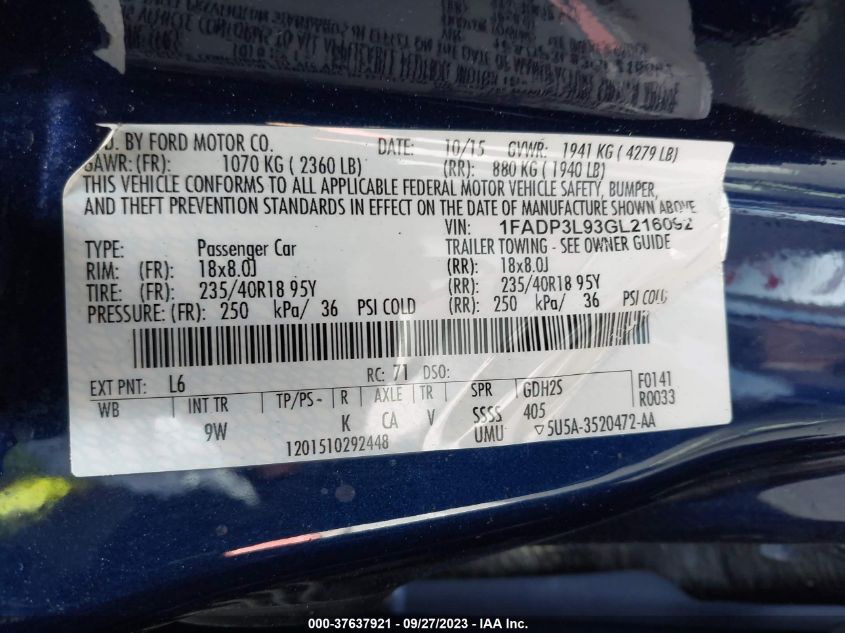 D. BY FORD MOTOR CO. DATE: 10/15 GVWR: 1941 KG ( 4279 LB)
GAWR: (FR): 1070 KG ( 2360 LB) (RR): 880 KG ( 1940 LB)
THIS VEHICLE CONFORMS TO ALL APPLICABLE FEDERAL MOTOR VEHICLE SAFETY, BUMPER,
AND THEFT PREVENTION STANDARDS IN EFFECT ON THE DATE OF MANUFACTURE SHOWN ABOVE
VIN: 1FADP3L93GL216092
TYPE: Passenger Car TRAILER TOWING - SEE OWNER GUIDE
RIM: (FR): 18x8.0J (RR): 18x8.0J
TIRE: (FR): 235/40R18 95Y (RR): 235/40R18 95Y
PRESSURE: (FR): 250 kPa/ 36 PSI COLD (RR): 250 kPa/ 36 PSI COLD
EXT PNT: L6 RC: 71 DSO:
WB INT TR TP/PS- R AXLE TR SPR GDH2S F0141
9W K CA V SSSS 405 R0033
1201510292448 UMU ▽5U5A-3520472-AA
000-37637921 - 09/27/2023 - IAA Inc.